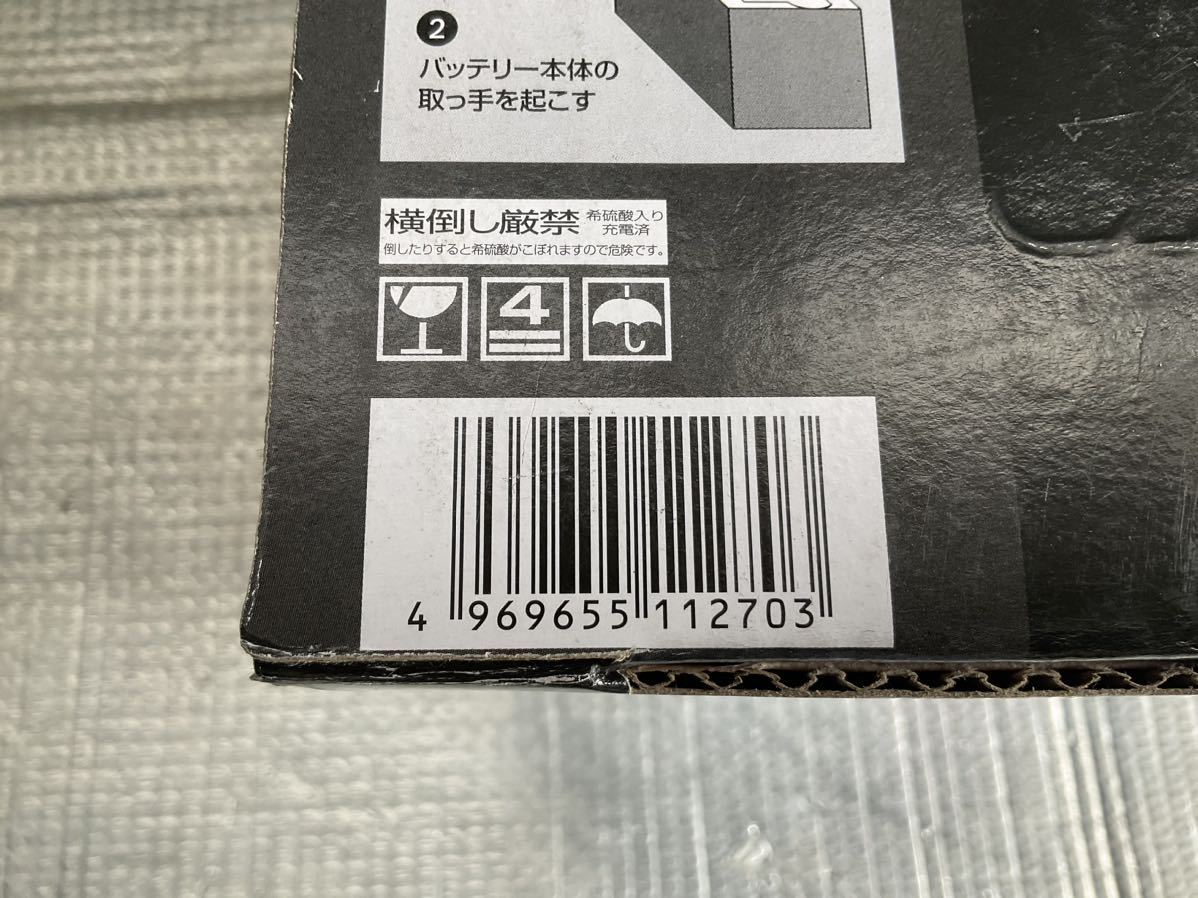 2
バッテリー本体の
取っ手を起こす
横倒し厳禁 希硫酸入り
充電済
倒したりすると希硫酸がこぼれますので危険です。
4
4 969655 112703